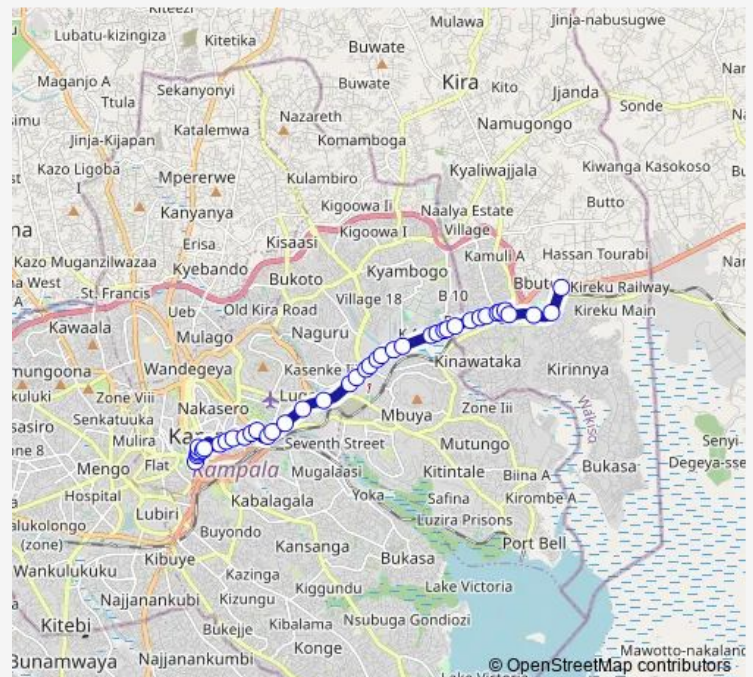 Kiteezi
Lubatu-kizingiza
Kitetika
Mulawa
Jinja-nabusugwe
Buwate
Maganjo A
Sekanyonyi
Buwate
Kira
Kito
Jjanda
Ttula
Sonde
Nazareth
Namugongo
Jinja-Kijapan
Katalemwa
Komamboga
Kazo Ligoba
I
Mpererwe
Kulambiro
Kyaliwajjala
Kiwanga Kasokoso
Kanyanya
Kigoowa Ii
Naalya Estate
Village
Butto
Erisa
Kisaasi
Kigoowa I
Kazo Muganzilwazaa
Kyebando
Kamuli A
Hassan Tourabi
St. Francis
Bukoto
Kyambogo
Kireku Railway
Kawaala
Ueb
Old Kira Road
Village 18
B 10
Kireku Main
Mulago
Naguru
Wandegeya
Kasenke
Kinawataka
Kirinnya
Zone Viii
Nakasero
1
Mbuya
Zone Iii
Wakiso
Senkatuuka
Mulira
Seventh Street
Mutungo
Senyi
Mengo
Flat
Kampala
Mugalaasi
Kitintale
Biina A
Bukasa
Hospital
Kabalagala
Yoka
Safina
Kirombe A
Lubiri
Luzira Prisons
(zone)
Buyondo
Kansanga
Port Bell
Kibuye
Bukasa
Wankulukuku
Kazinga
Kiggundu
Lake Victoria
Najjanankubi
Kizungu
Kibalama
Nsubuga Gondiozi
Kitebi
Bukejje
Konge
Bunamwaya
Najjanankumbi
© OpenStreetMap contributors